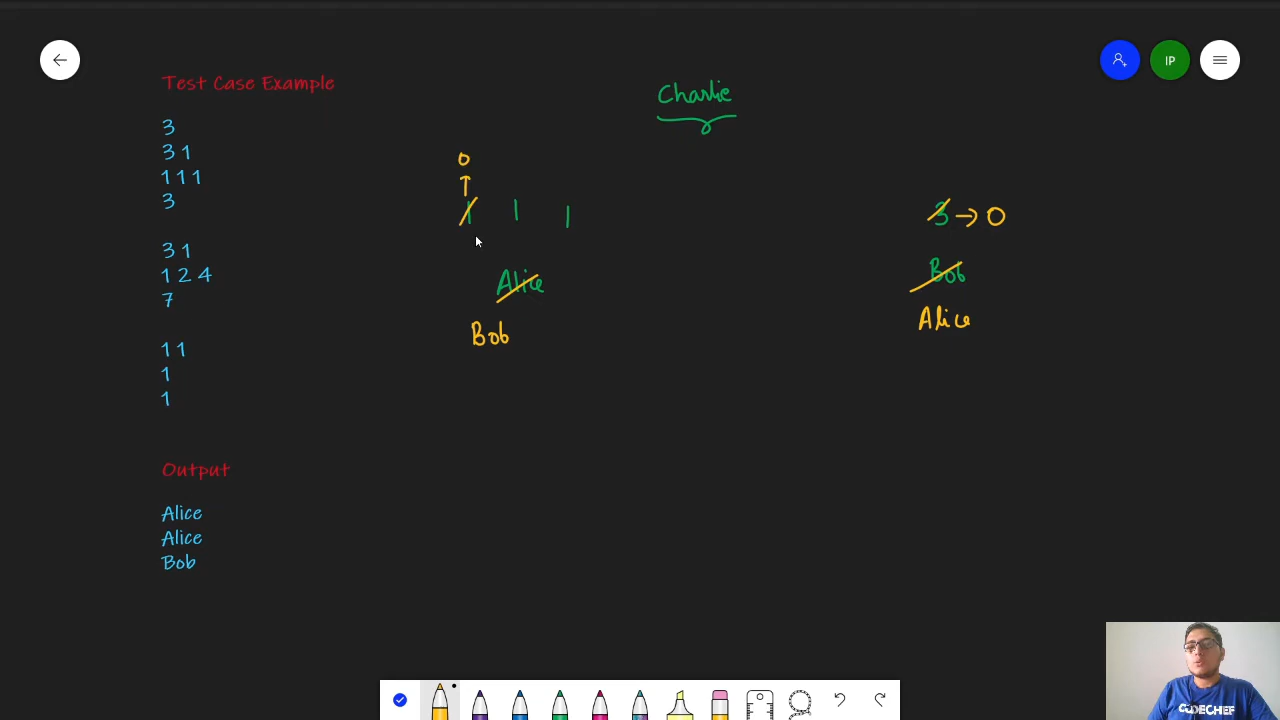 IP
Test Case Example
3
3 1
1 1 1
3
3 1
1 2 4
7
1 1
1
1
Output
Alice
Alice
Bob
Charlie
0
1 1 1
Alice
Bob
3 → 0
Bob
Alice
CODECHEF